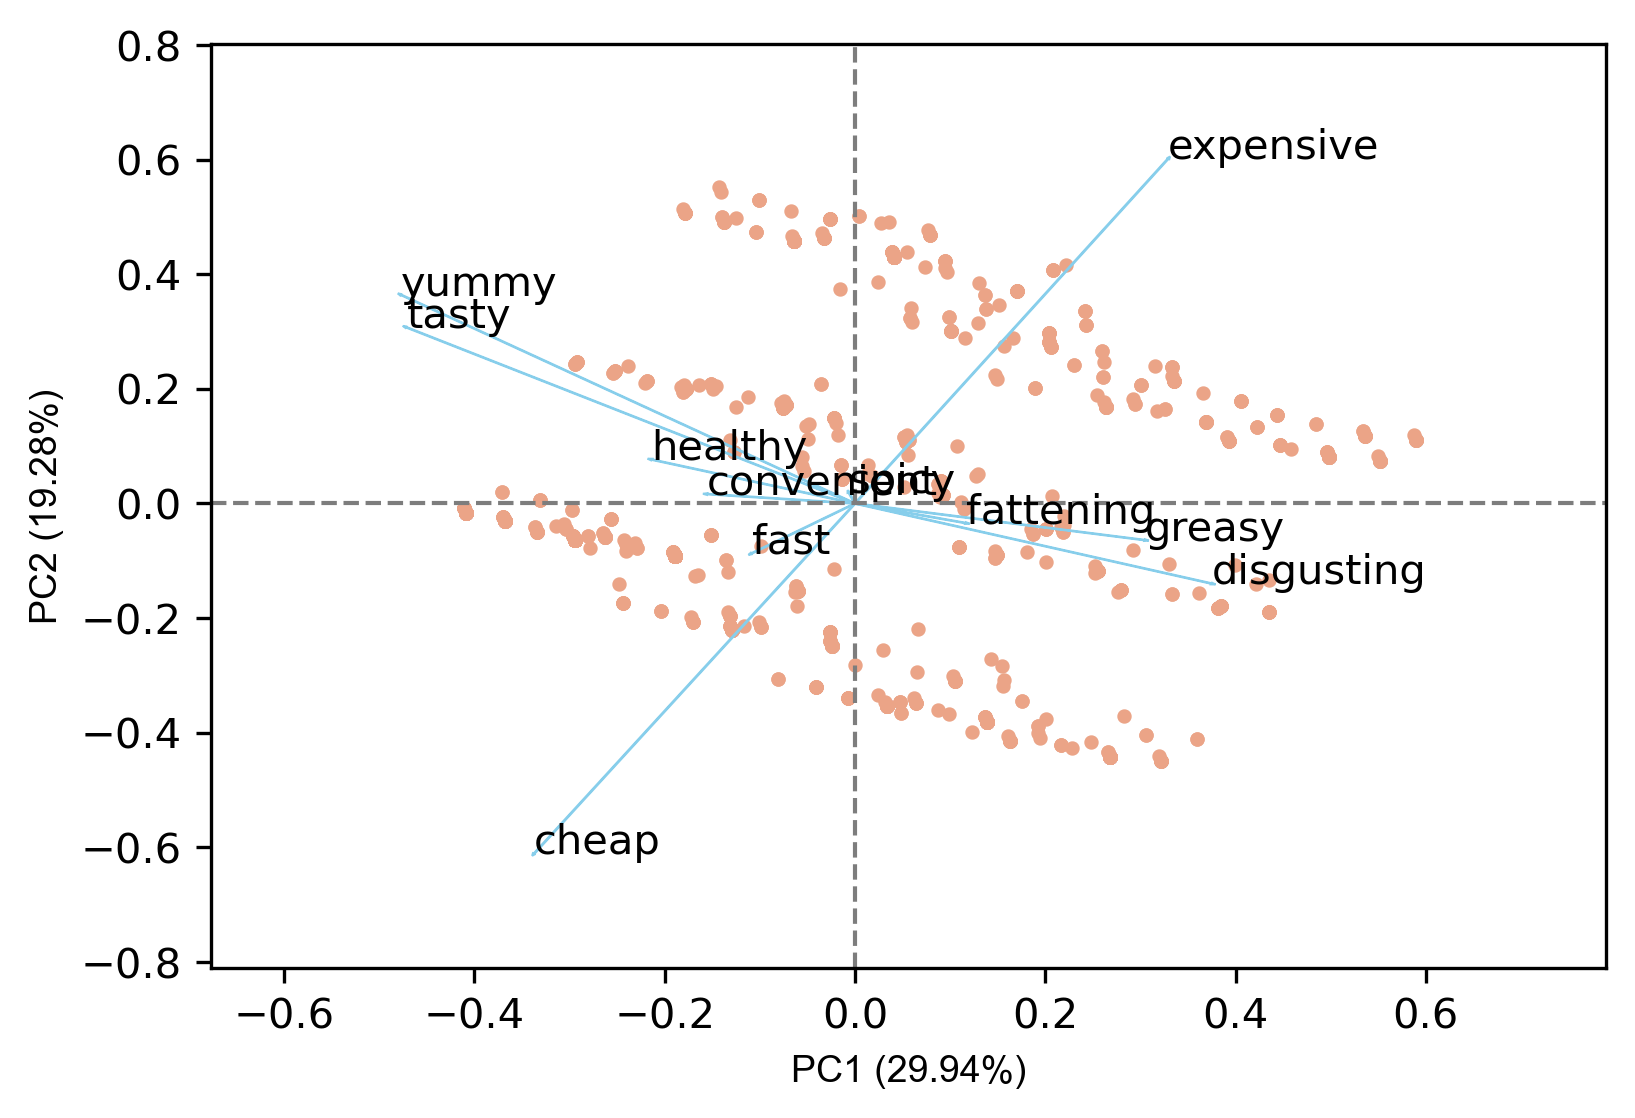 0.8
0.6
0.4
0.2
0.0
−0.2
−0.4
−0.6
−0.8
PC2 (19.28%)
expensive
yummy
tasty
healthy
convenient
spicy
fattening
greasy
fast
disgusting
cheap
−0.6 −0.4 −0.2 0.0 0.2 0.4 0.6
PC1 (29.94%)